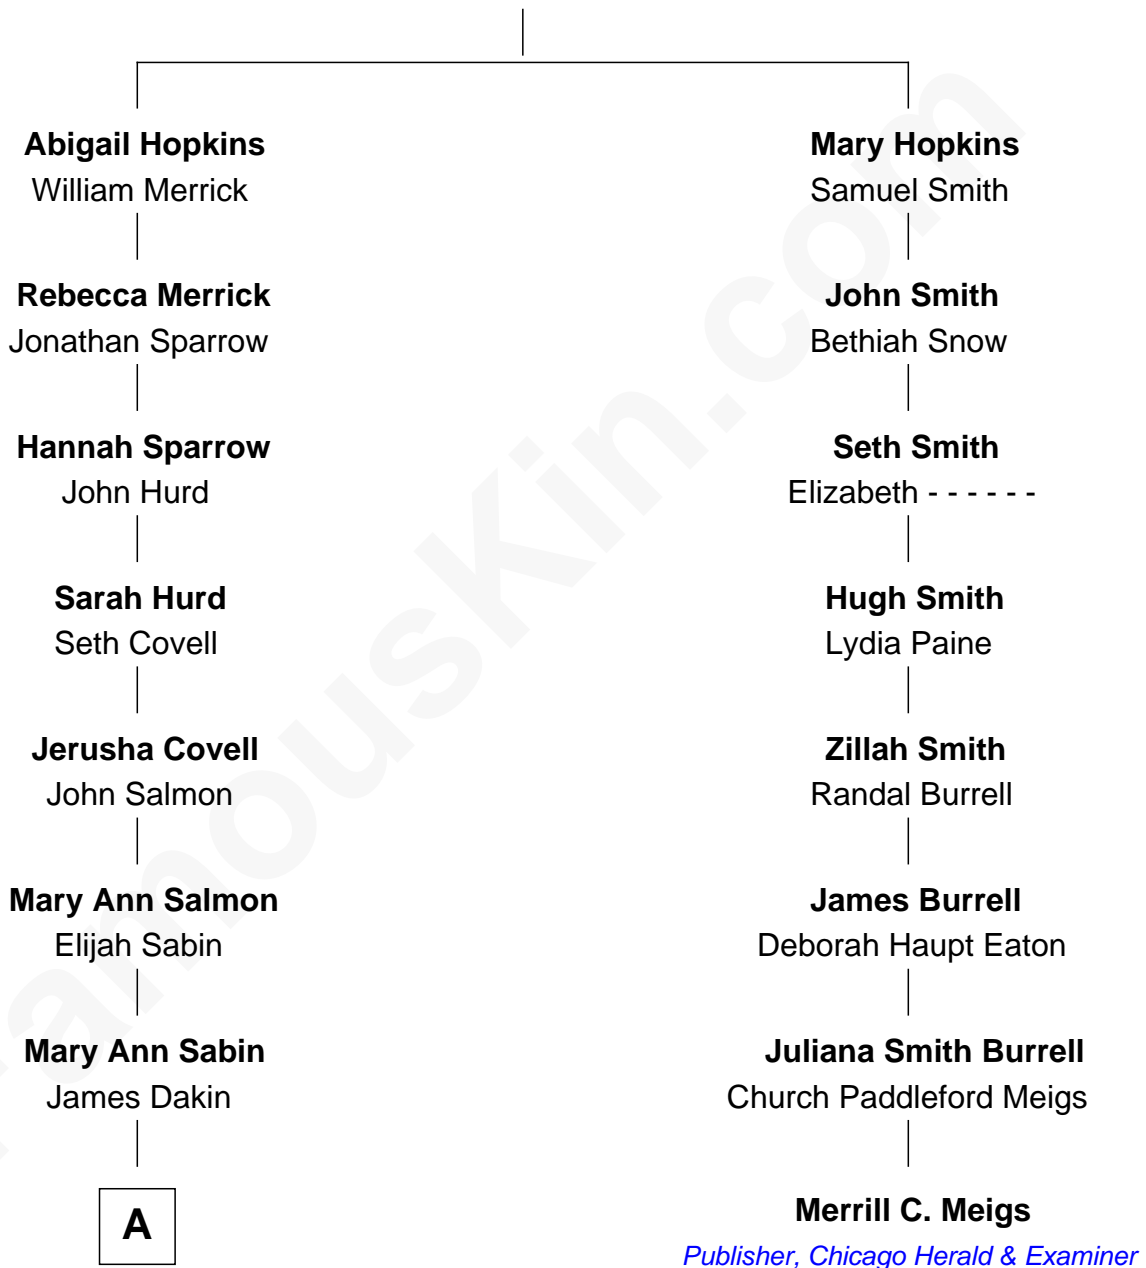 Abigail Hopkins
William Merrick
Mary Hopkins
Samuel Smith
Rebecca Merrick
Jonathan Sparrow
John Smith
Bethiah Snow
Hannah Sparrow
John Hurd
Seth Smith
Elizabeth - - - - - -
Sarah Hurd
Seth Covell
Hugh Smith
Lydia Paine
Jerusha Covell
John Salmon
Zillah Smith
Randal Burrell
Mary Ann Salmon
Elijah Sabin
James Burrell
Deborah Haupt Eaton
Mary Ann Sabin
James Dakin
Juliana Smith Burrell
Church Paddleford Meigs
A
Merrill C. Meigs
Publisher, Chicago Herald & Examiner
FamousKin.com